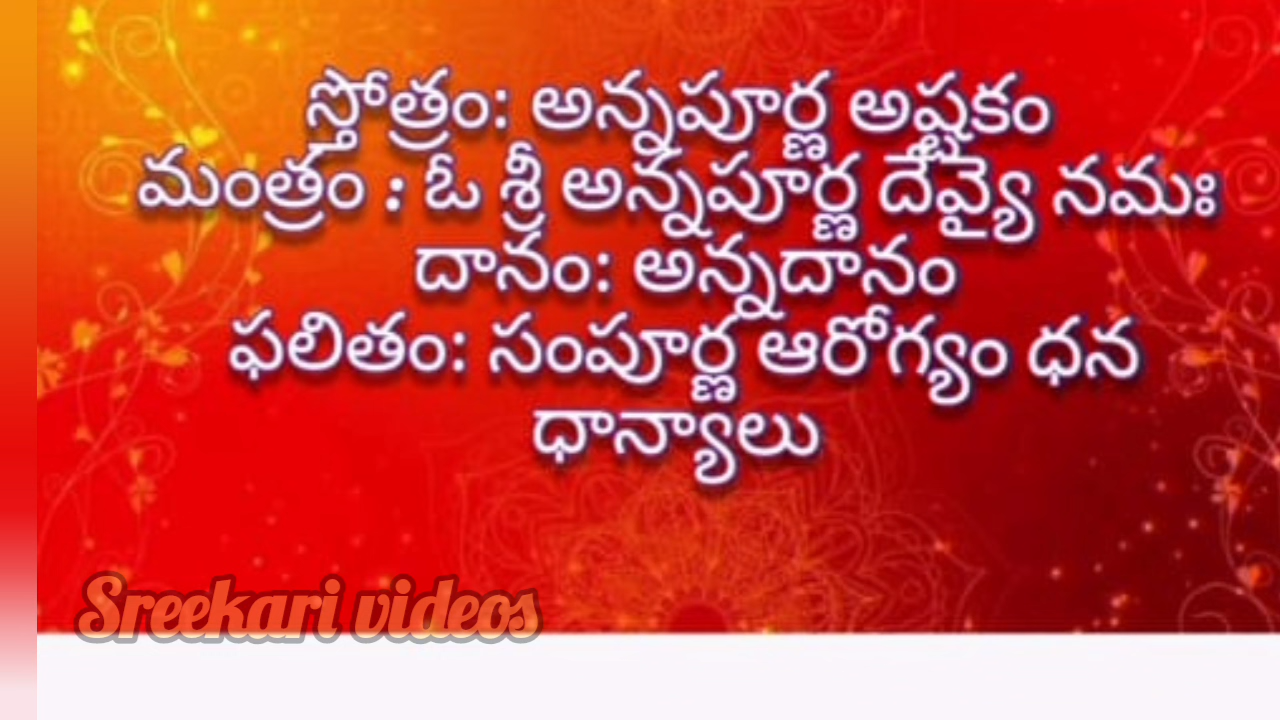 స్తోత్రం: అన్నపూర్ణ అష్టకం
మంత్రం : ఓ శ్రీ అన్నపూర్ణ దేవ్యై నమః
దానం: అన్నదానం
ఫలితం: సంపూర్ణ ఆరోగ్యం ధన
ధాన్యాలు
Sreekari videos